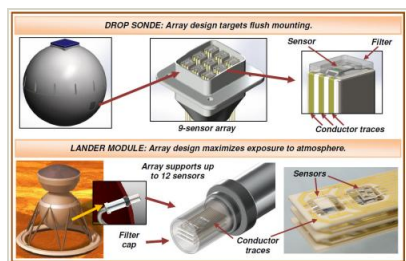 DROP SONDE: Array design targets flush mounting.
Sensor
Filter
9-sensor array
Conductor traces
LANDER MODULE: Array design maximizes exposure to atmosphere.
Array supports up
to 12 sensors
Sensors
Filter
cap
Conductor
traces